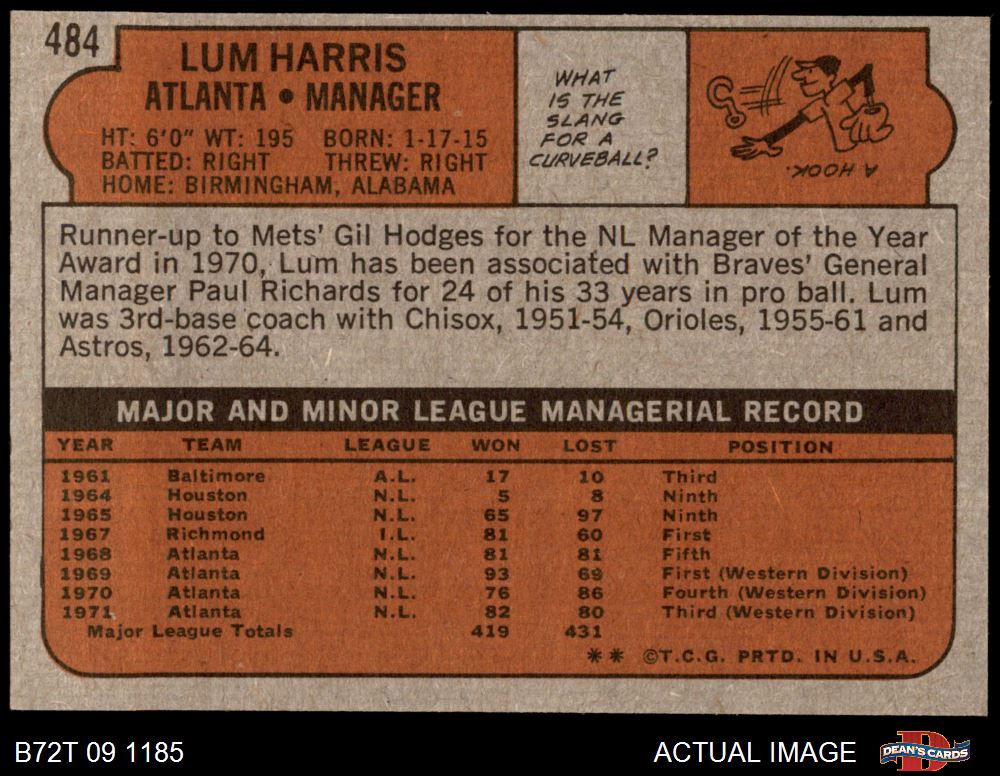 484
LUM HARRIS
ATLANTA • MANAGER
HT: 6'0" WT: 195 BORN: 1-17-15
BATTED: RIGHT THREW: RIGHT
HOME: BIRMINGHAM, ALABAMA
WHAT
IS THE
SLANG
FOR A
CURVEBALL?
A HOOK.
Runner-up to Mets' Gil Hodges for the NL Manager of the Year
Award in 1970, Lum has been associated with Braves' General
Manager Paul Richards for 24 of his 33 years in pro ball. Lum
was 3rd-base coach with Chisox, 1951-54, Orioles, 1955-61 and
Astros, 1962-64.
MAJOR AND MINOR LEAGUE MANAGERIAL RECORD
YEAR TEAM LEAGUE WON LOST POSITION
1961 Baltimore A.L. 17 10 Third
1964 Houston N.L. 5 8 Ninth
1965 Houston N.L. 65 97 Ninth
1967 Richmond I.L. 81 60 First
1968 Atlanta N.L. 81 81 Fifth
1969 Atlanta N.L. 93 69 First (Western Division)
1970 Atlanta N.L. 76 86 Fourth (Western Division)
1971 Atlanta N.L. 82 80 Third (Western Division)
Major League Totals 419 431
** ©T.C.G. PRTD. IN U.S.A.
B72T 09 1185 ACTUAL IMAGE DEAN'S CARDS